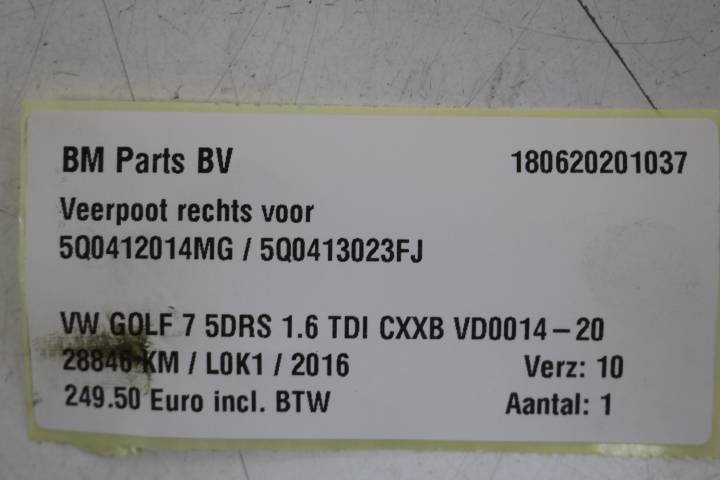 BM Parts BV 180620201037
Veerpoot rechts voor
5Q0412014MG / 5Q0413023FJ
VW GOLF 7 5DRS 1.6 TDI CXXB VD0014-20
28846 KM / L0K1 / 2016 Verz: 10
249.50 Euro incl. BTW Aantal: 1